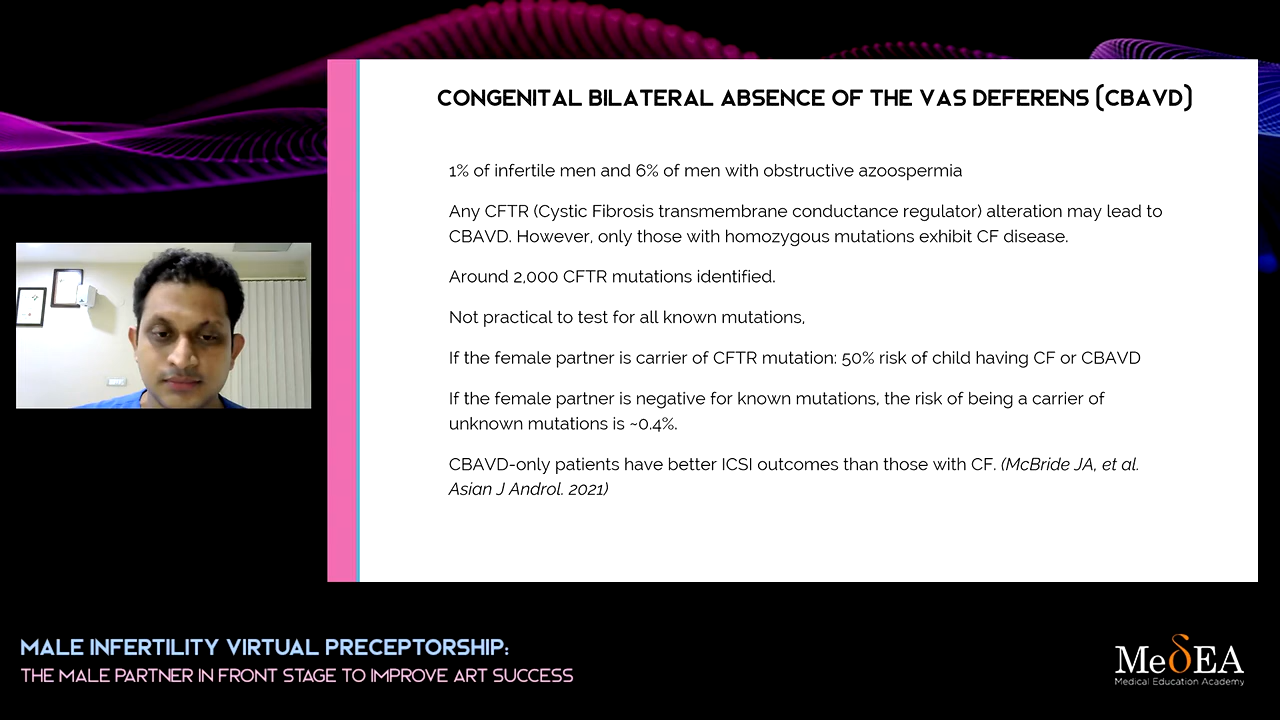 CONGENITAL BILATERAL ABSENCE OF THE VAS DEFERENS (CBAVD)
1% of infertile men and 6% of men with obstructive azoospermia
Any CFTR (Cystic Fibrosis transmembrane conductance regulator) alteration may lead to
CBAVD. However, only those with homozygous mutations exhibit CF disease.
Around 2,000 CFTR mutations identified.
Not practical to test for all known mutations,
If the female partner is carrier of CFTR mutation: 50% risk of child having CF or CBAVD
If the female partner is negative for known mutations, the risk of being a carrier of
unknown mutations is ~0.4%.
CBAVD-only patients have better ICSI outcomes than those with CF. (McBride JA, et al.
Asian J Androl. 2021)
MALE INFERTILITY VIRTUAL PRECEPTORSHIP:
THE MALE PARTNER IN FRONT STAGE TO IMPROVE ART SUCCESS
MeδEA
Medical Education Academy